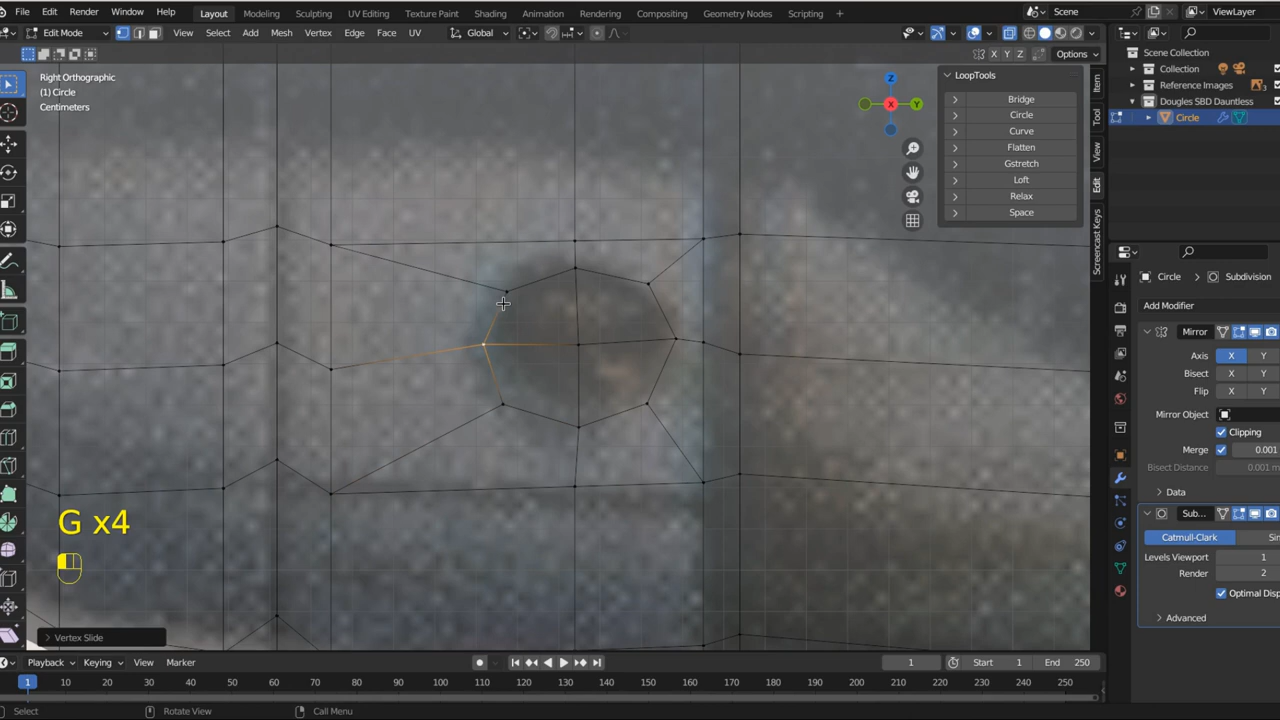 File Edit Render Window Help Layout Modeling Sculpting UV Editing Texture Paint Shading Animation Rendering Compositing Geometry Nodes Scripting + Scene ViewLayer
Edit Mode View Select Add Mesh Vertex Edge Face UV Global
X Y Z Options
Right Orthographic
(1) Circle
Centimeters
Z
X
Y
LoopTools
Bridge
Circle
Curve
Flatten
Gstretch
Loft
Relax
Space
Item
Tool
View
Edit
Screencast Keys
Scene Collection
Collection
Reference Images
3
Dougles SBD Dauntless
Circle
Circle > Subdivision
Add Modifier
Mirror
Axis X Y
Bisect X Y
Flip X Y
Mirror Object
Clipping
Merge 0.001
Bisect Distance 0.001 m
Data
Sub...
Catmull-Clark Sim
Levels Viewport 1
Render 2
Optimal Disp
Advanced
G x4
Vertex Slide
Playback Keying View Marker 1 Start 1 End 250
1 10 20 30 40 50 60 70 80 90 100 110 120 130 140 150 160 170 180 190 200 210 220 230 240 250
Select Rotate View Call Menu